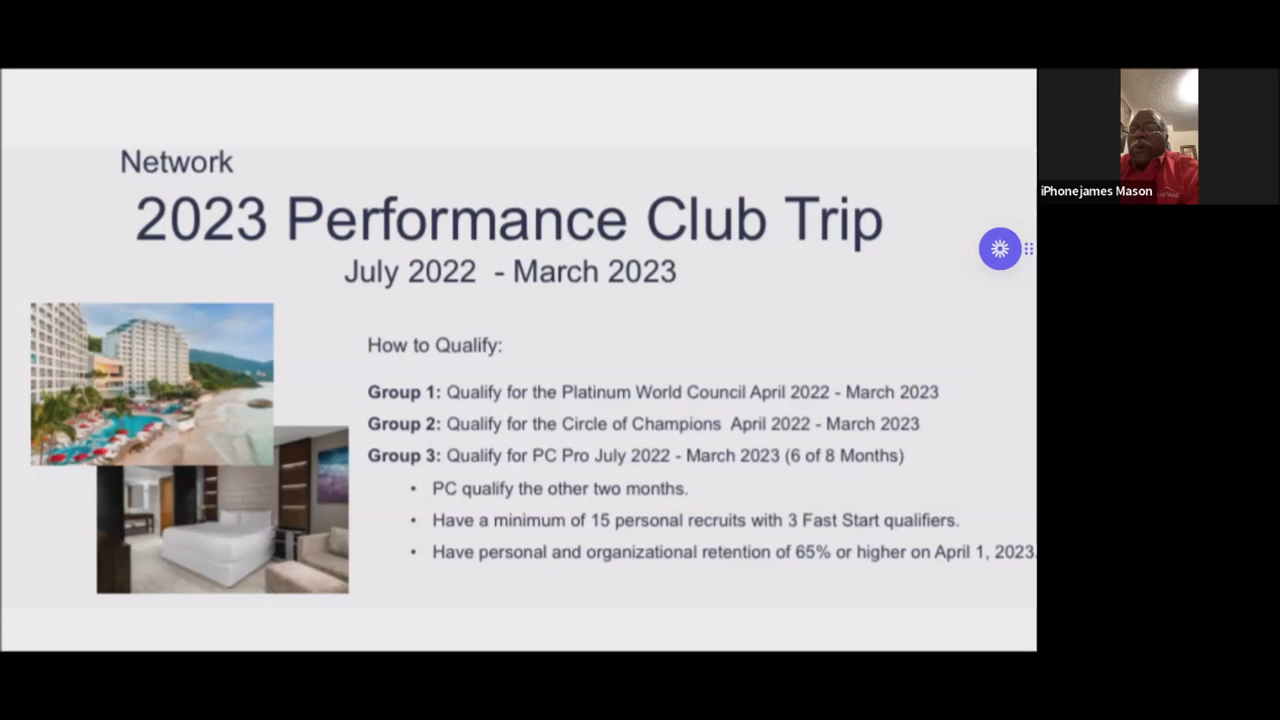 Network
2023 Performance Club Trip
July 2022 - March 2023
How to Qualify:
Group 1: Qualify for the Platinum World Council April 2022 - March 2023
Group 2: Qualify for the Circle of Champions April 2022 - March 2023
Group 3: Qualify for PC Pro July 2022 - March 2023 (6 of 8 Months)
• PC qualify the other two months.
• Have a minimum of 15 personal recruits with 3 Fast Start qualifiers.
• Have personal and organizational retention of 65% or higher on April 1, 2023.
iPhonejames Mason